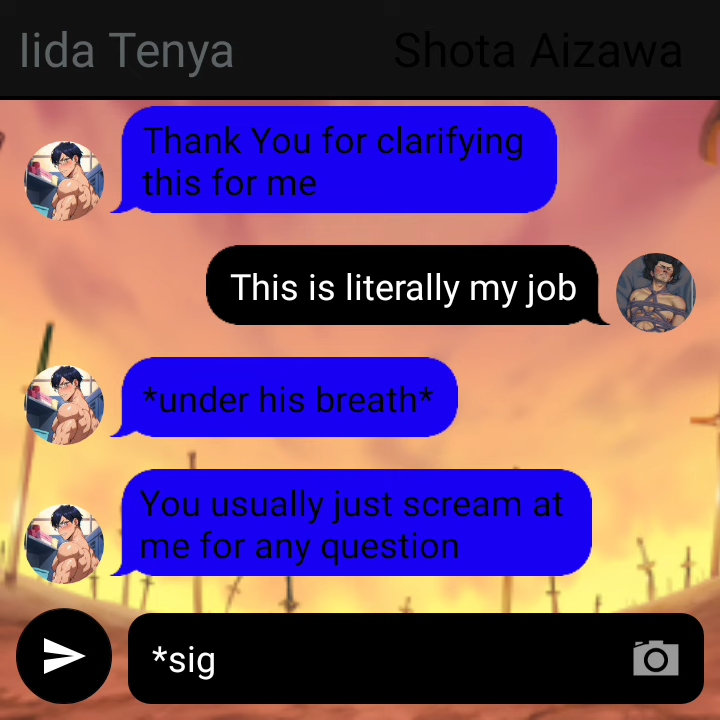 Iida Tenya Shota Aizawa
Thank You for clarifying
this for me
This is literally my job
*under his breath*
You usually just scream at
me for any question
*sig